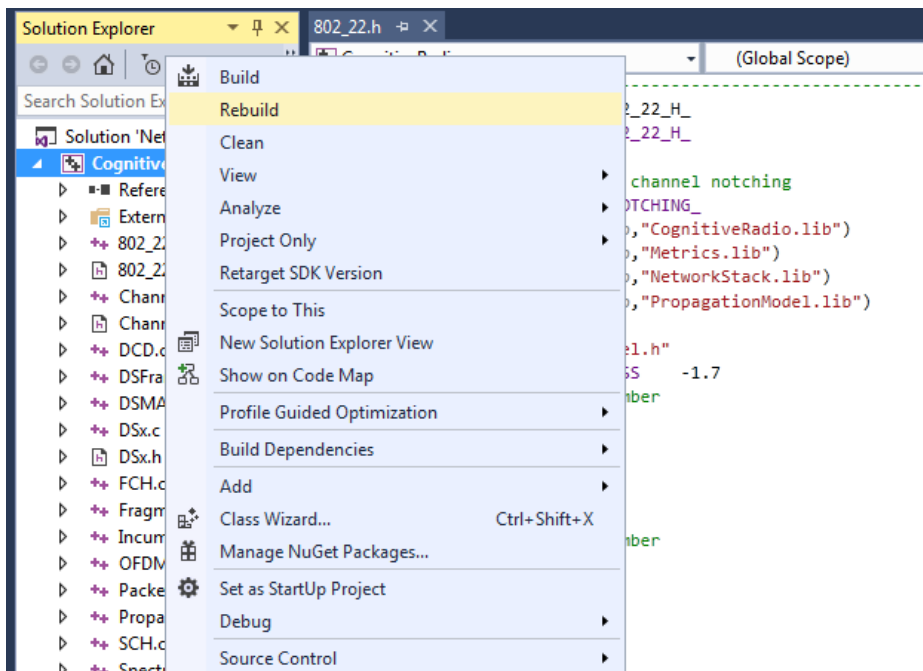 Solution Explorer
802_22.h
(Global Scope)
Search Solution Ex
Solution 'Net
Cognitive
Refere
Extern
802_22
802_22
Chann
Chann
DCD.c
DSFra
DSMA
DSx.c
DSx.h
FCH.c
Fragm
Incum
OFDM
Packe
Propa
SCH.c
Spectr
Build
Rebuild
Clean
View
Analyze
Project Only
Retarget SDK Version
Scope to This
New Solution Explorer View
Show on Code Map
Profile Guided Optimization
Build Dependencies
Add
Class Wizard... Ctrl+Shift+X
Manage NuGet Packages...
Set as StartUp Project
Debug
Source Control
2_22_H_
2_22_H_
channel notching
OTCHING_
,"CognitiveRadio.lib")
,"Metrics.lib")
,"NetworkStack.lib")
,"PropagationModel.lib")
el.h"
SS -1.7
mber
mber